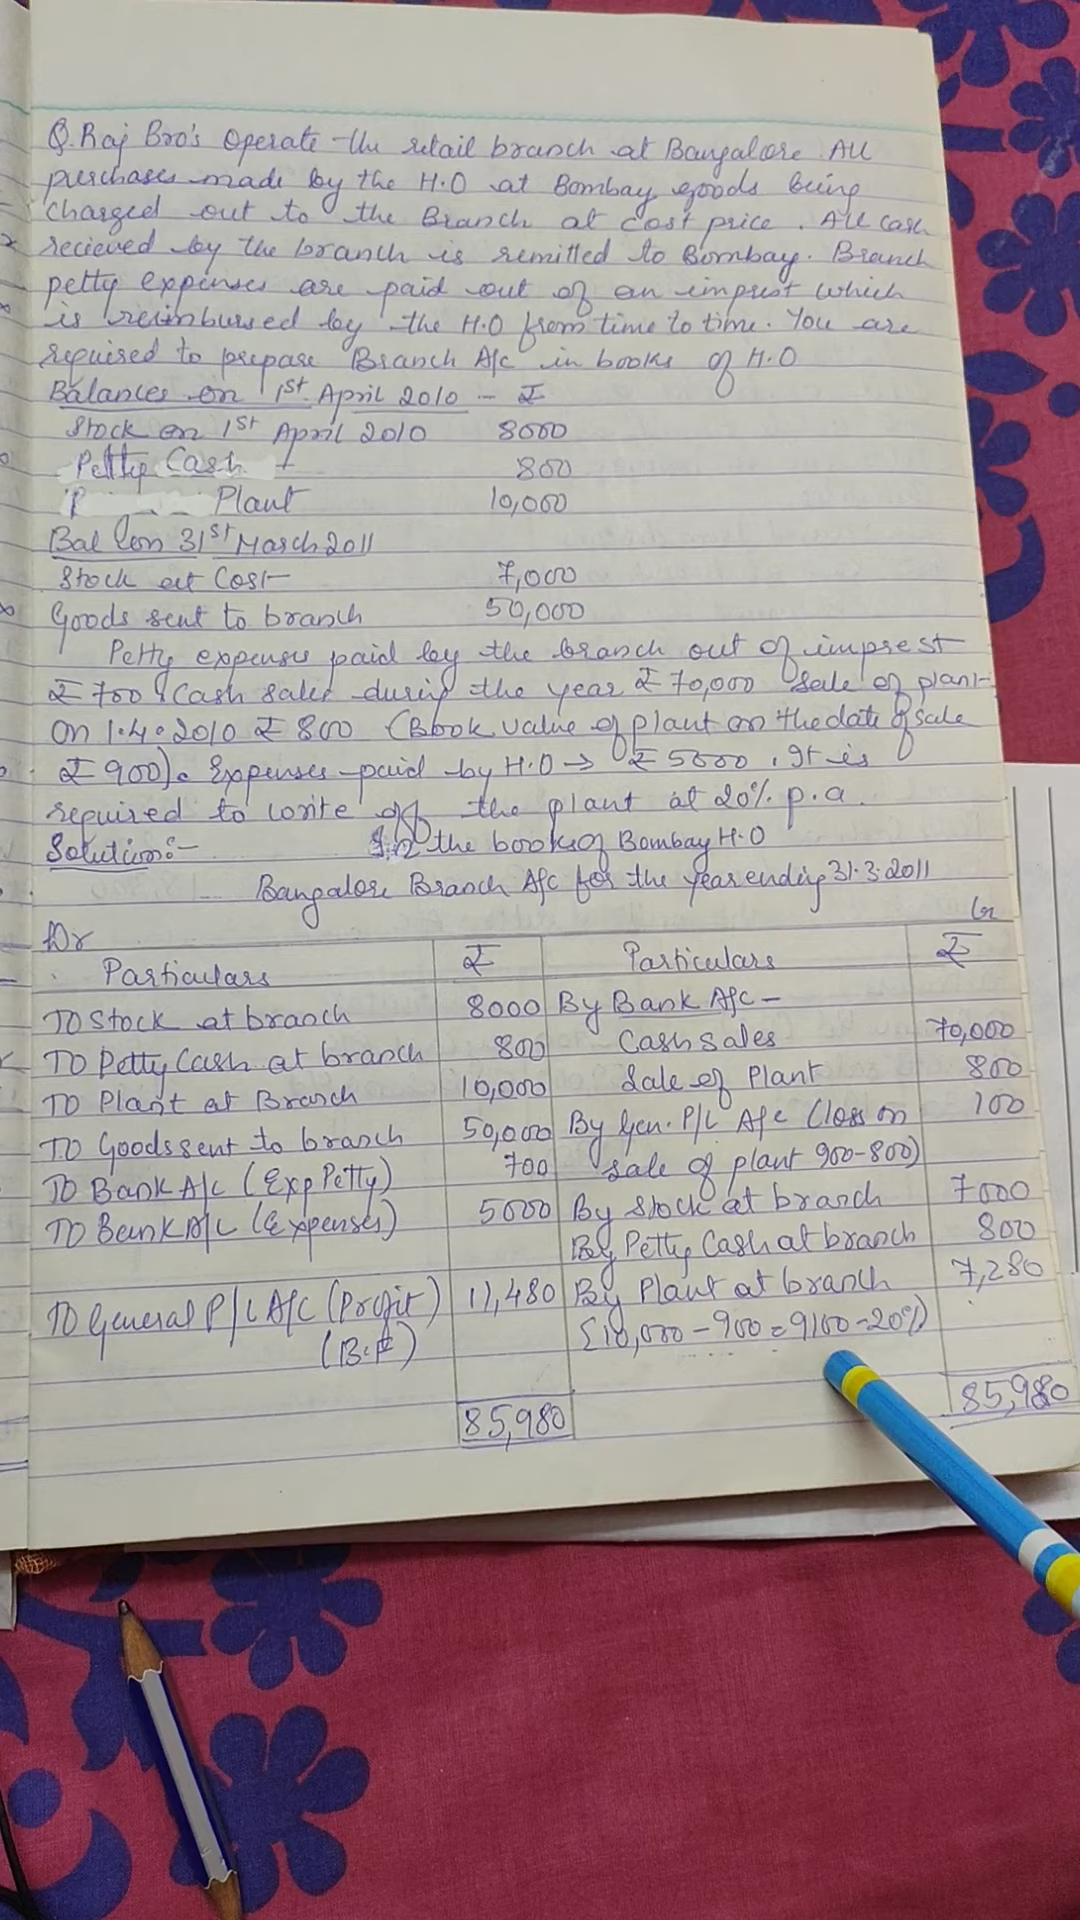 Q. Raj Bro's operate the retail branch at Bangalore. All
purchases made by the H.O at Bombay goods being
charged out to the Branch at cost price. All cash
recieved by the branch is remitted to Bombay. Branch
petty expenses are paid out of an imprest which
is reimbursed by the H.O from time to time. You are
required to prepare Branch A/c in books of H.O
Balances on 1st April 2010 - ₹
Stock on 1st April 2010 8000
Petty Cash 800
Plant 10,000
Bal on 31st March 2011
Stock at Cost 7,000
Goods sent to branch 50,000
Petty expenses paid by the branch out of imprest
₹ 700. Cash Sales during the year ₹ 70,000 Sale of plant
on 1.4.2010 ₹ 800 (Book value of plant on the date of sale
₹ 900). Expenses paid by H.O → ₹ 5000. It is
required to write off the plant at 20% p.a.
Solution:- In the books of Bombay H.O
Bangalore Branch A/c for the year ending 31.3.2011
Dr Cr
Particulars ₹ Particulars ₹
To Stock at branch 8000 By Bank A/c -
To Petty Cash at branch 800 Cash sales 70,000
To Plant at Branch 10,000 Sale of Plant 800
To Goods sent to branch 50,000 By Gen. P/L A/c (loss on 100
To Bank A/c (Exp Petty) 700 sale of plant 900-800)
To Bank A/c (Expenses) 5000 By Stock at branch 7000
By Petty Cash at branch 800
To General P/L A/c (Profit) 11,480 By Plant at branch 7,280
(B.F) {10,000 - 900 = 9100 - 20%)
85,980 85,980